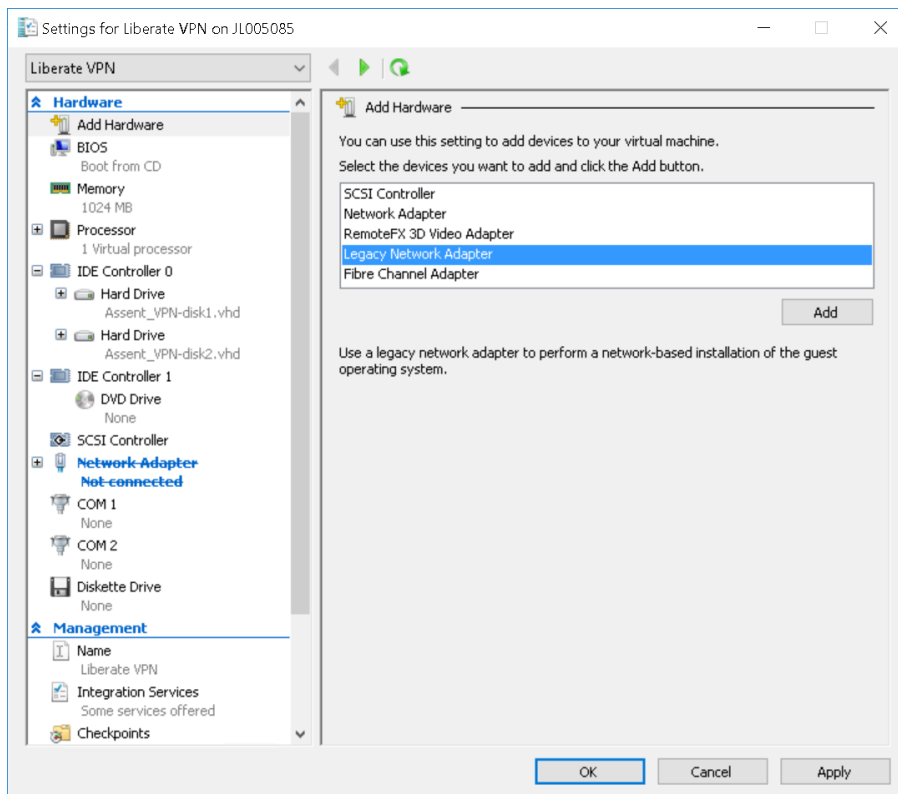 Settings for Liberate VPN on JL005085
Liberate VPN
Hardware
Add Hardware
BIOS
Boot from CD
Memory
1024 MB
Processor
1 Virtual processor
IDE Controller 0
Hard Drive
Assent_VPN-disk1.vhd
Hard Drive
Assent_VPN-disk2.vhd
IDE Controller 1
DVD Drive
None
SCSI Controller
Network Adapter
Not connected
COM 1
None
COM 2
None
Diskette Drive
None
Management
Name
Liberate VPN
Integration Services
Some services offered
Checkpoints
Add Hardware
You can use this setting to add devices to your virtual machine.
Select the devices you want to add and click the Add button.
SCSI Controller
Network Adapter
RemoteFX 3D Video Adapter
Legacy Network Adapter
Fibre Channel Adapter
Add
Use a legacy network adapter to perform a network-based installation of the guest
operating system.
OK
Cancel
Apply